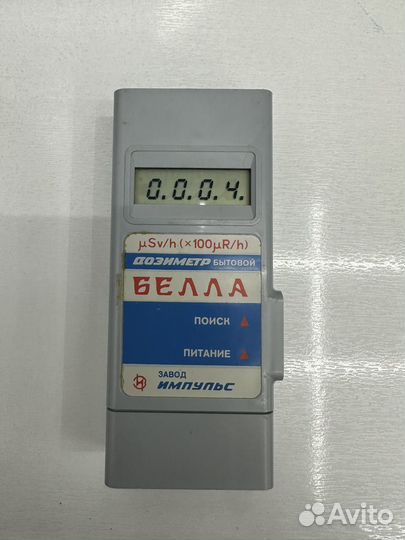 0.0.0.4.
μSv/h(×100μR/h)
ДОЗИМЕТР БЫТОВОЙ
БЕЛЛА
ПОИСК
ПИТАНИЕ
ЗАВОД
ИМПУЛЬС
Avito